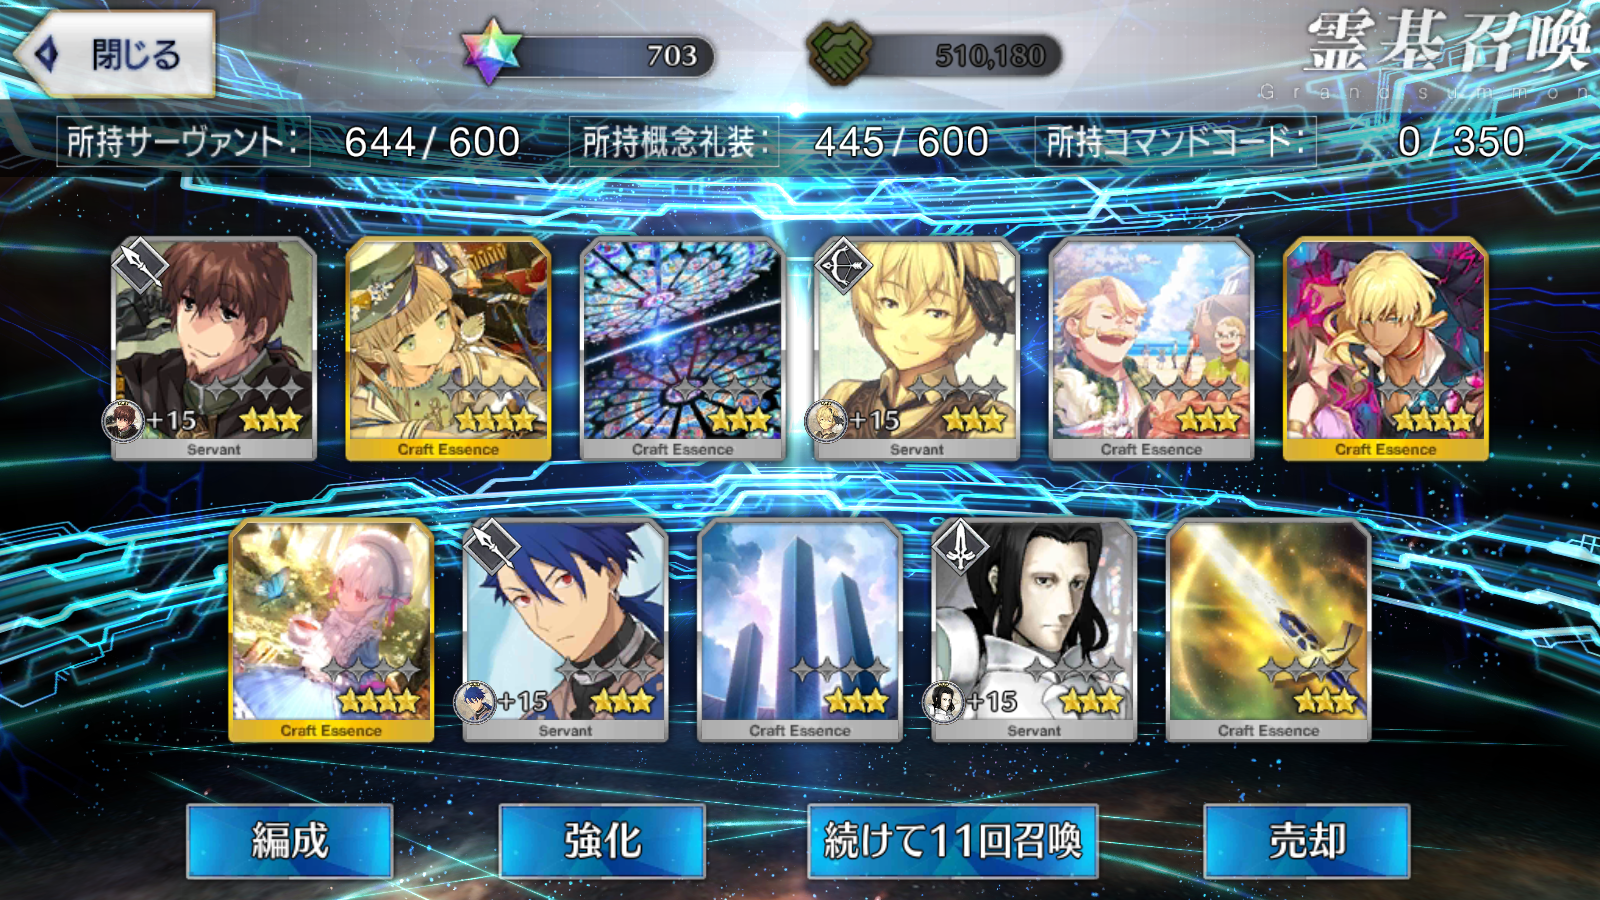 閉じる
703
510,180
霊基召喚
Grand summon
所持サーヴァント: 644 / 600
所持概念礼装: 445 / 600
所持コマンドコード: 0 / 350
+15
Servant
Craft Essence
Craft Essence
+15
Servant
Craft Essence
Craft Essence
Craft Essence
+15
Servant
Craft Essence
+15
Servant
Craft Essence
編成
強化
続けて11回召喚
売却